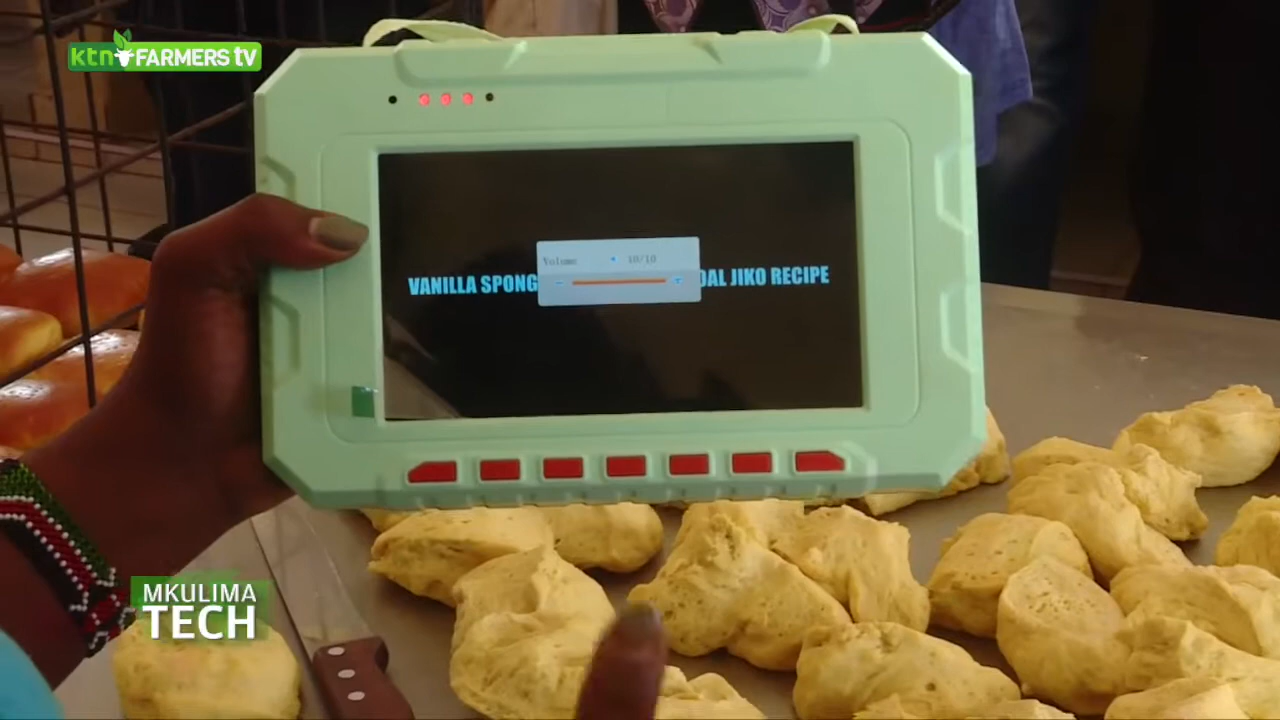 ktn FARMERS TV
Volume 10/10
VANILLA SPONG OAL JIKO RECIPE
MKULIMA
TECH